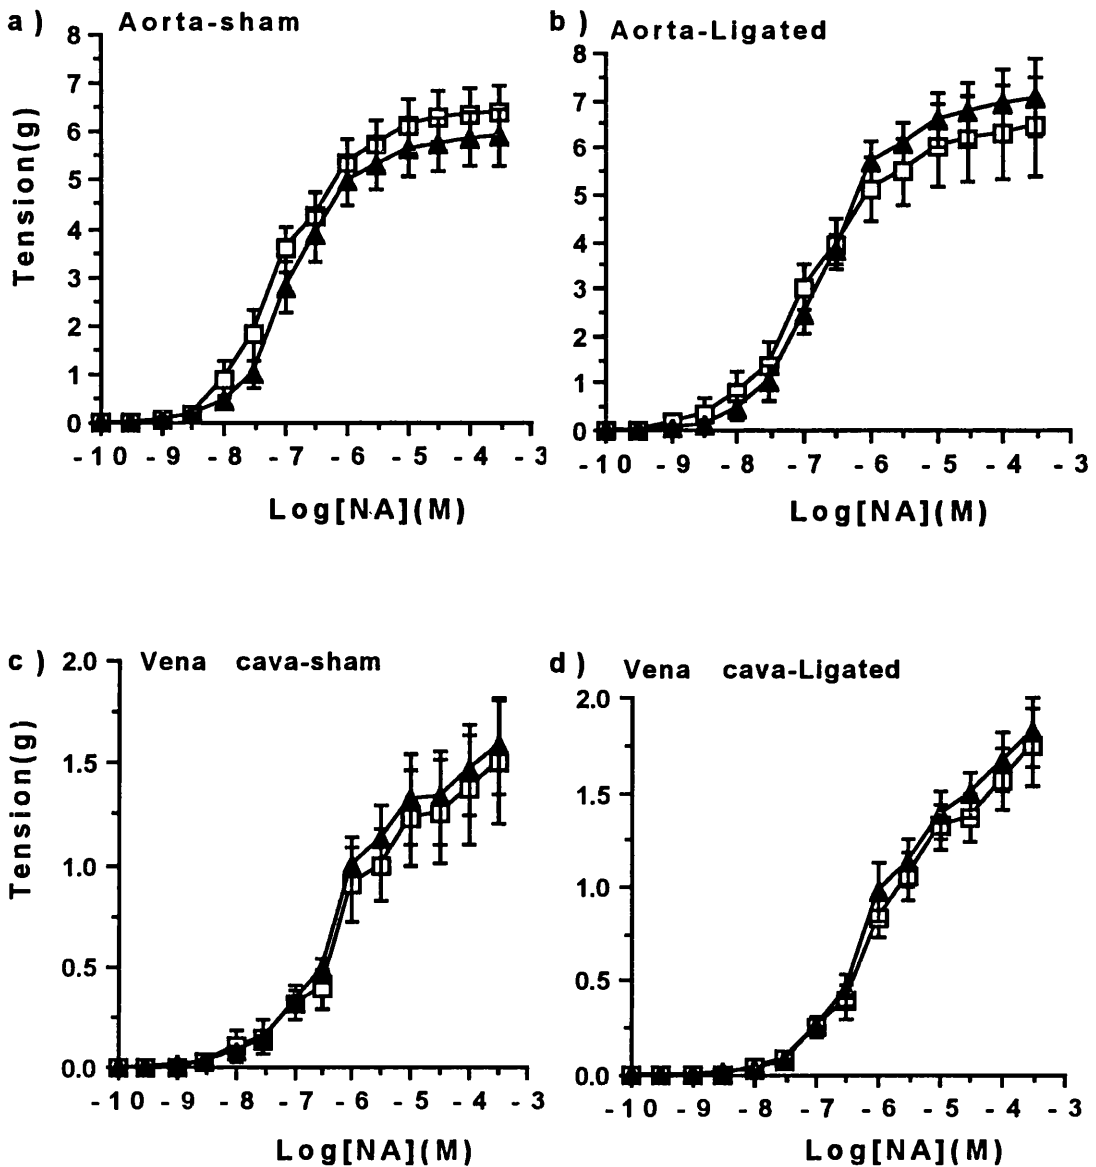 a) Aorta-sham
8
7
6
5
4
3
2
1
0
Tension(g)
-10 -9 -8 -7 -6 -5 -4 -3
Log[NA](M)
b) Aorta-Ligated
8
7
6
5
4
3
2
1
0
-10 -9 -8 -7 -6 -5 -4 -3
Log[NA](M)
c) Vena cava-sham
2.0
1.5
1.0
0.5
0.0
Tension(g)
-10 -9 -8 -7 -6 -5 -4 -3
Log[NA](M)
d) Vena cava-Ligated
2.0
1.5
1.0
0.5
0.0
-10 -9 -8 -7 -6 -5 -4 -3
Log[NA](M)